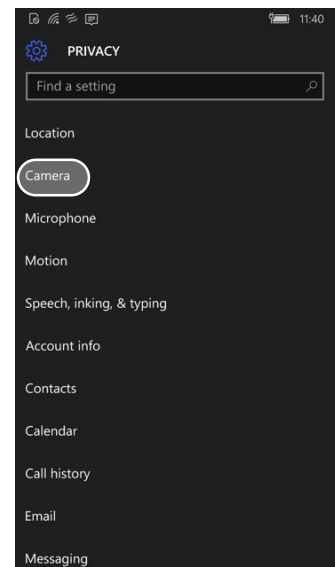 11:40
PRIVACY
Find a setting
Location
Camera
Microphone
Motion
Speech, inking, & typing
Account info
Contacts
Calendar
Call history
Email
Messaging